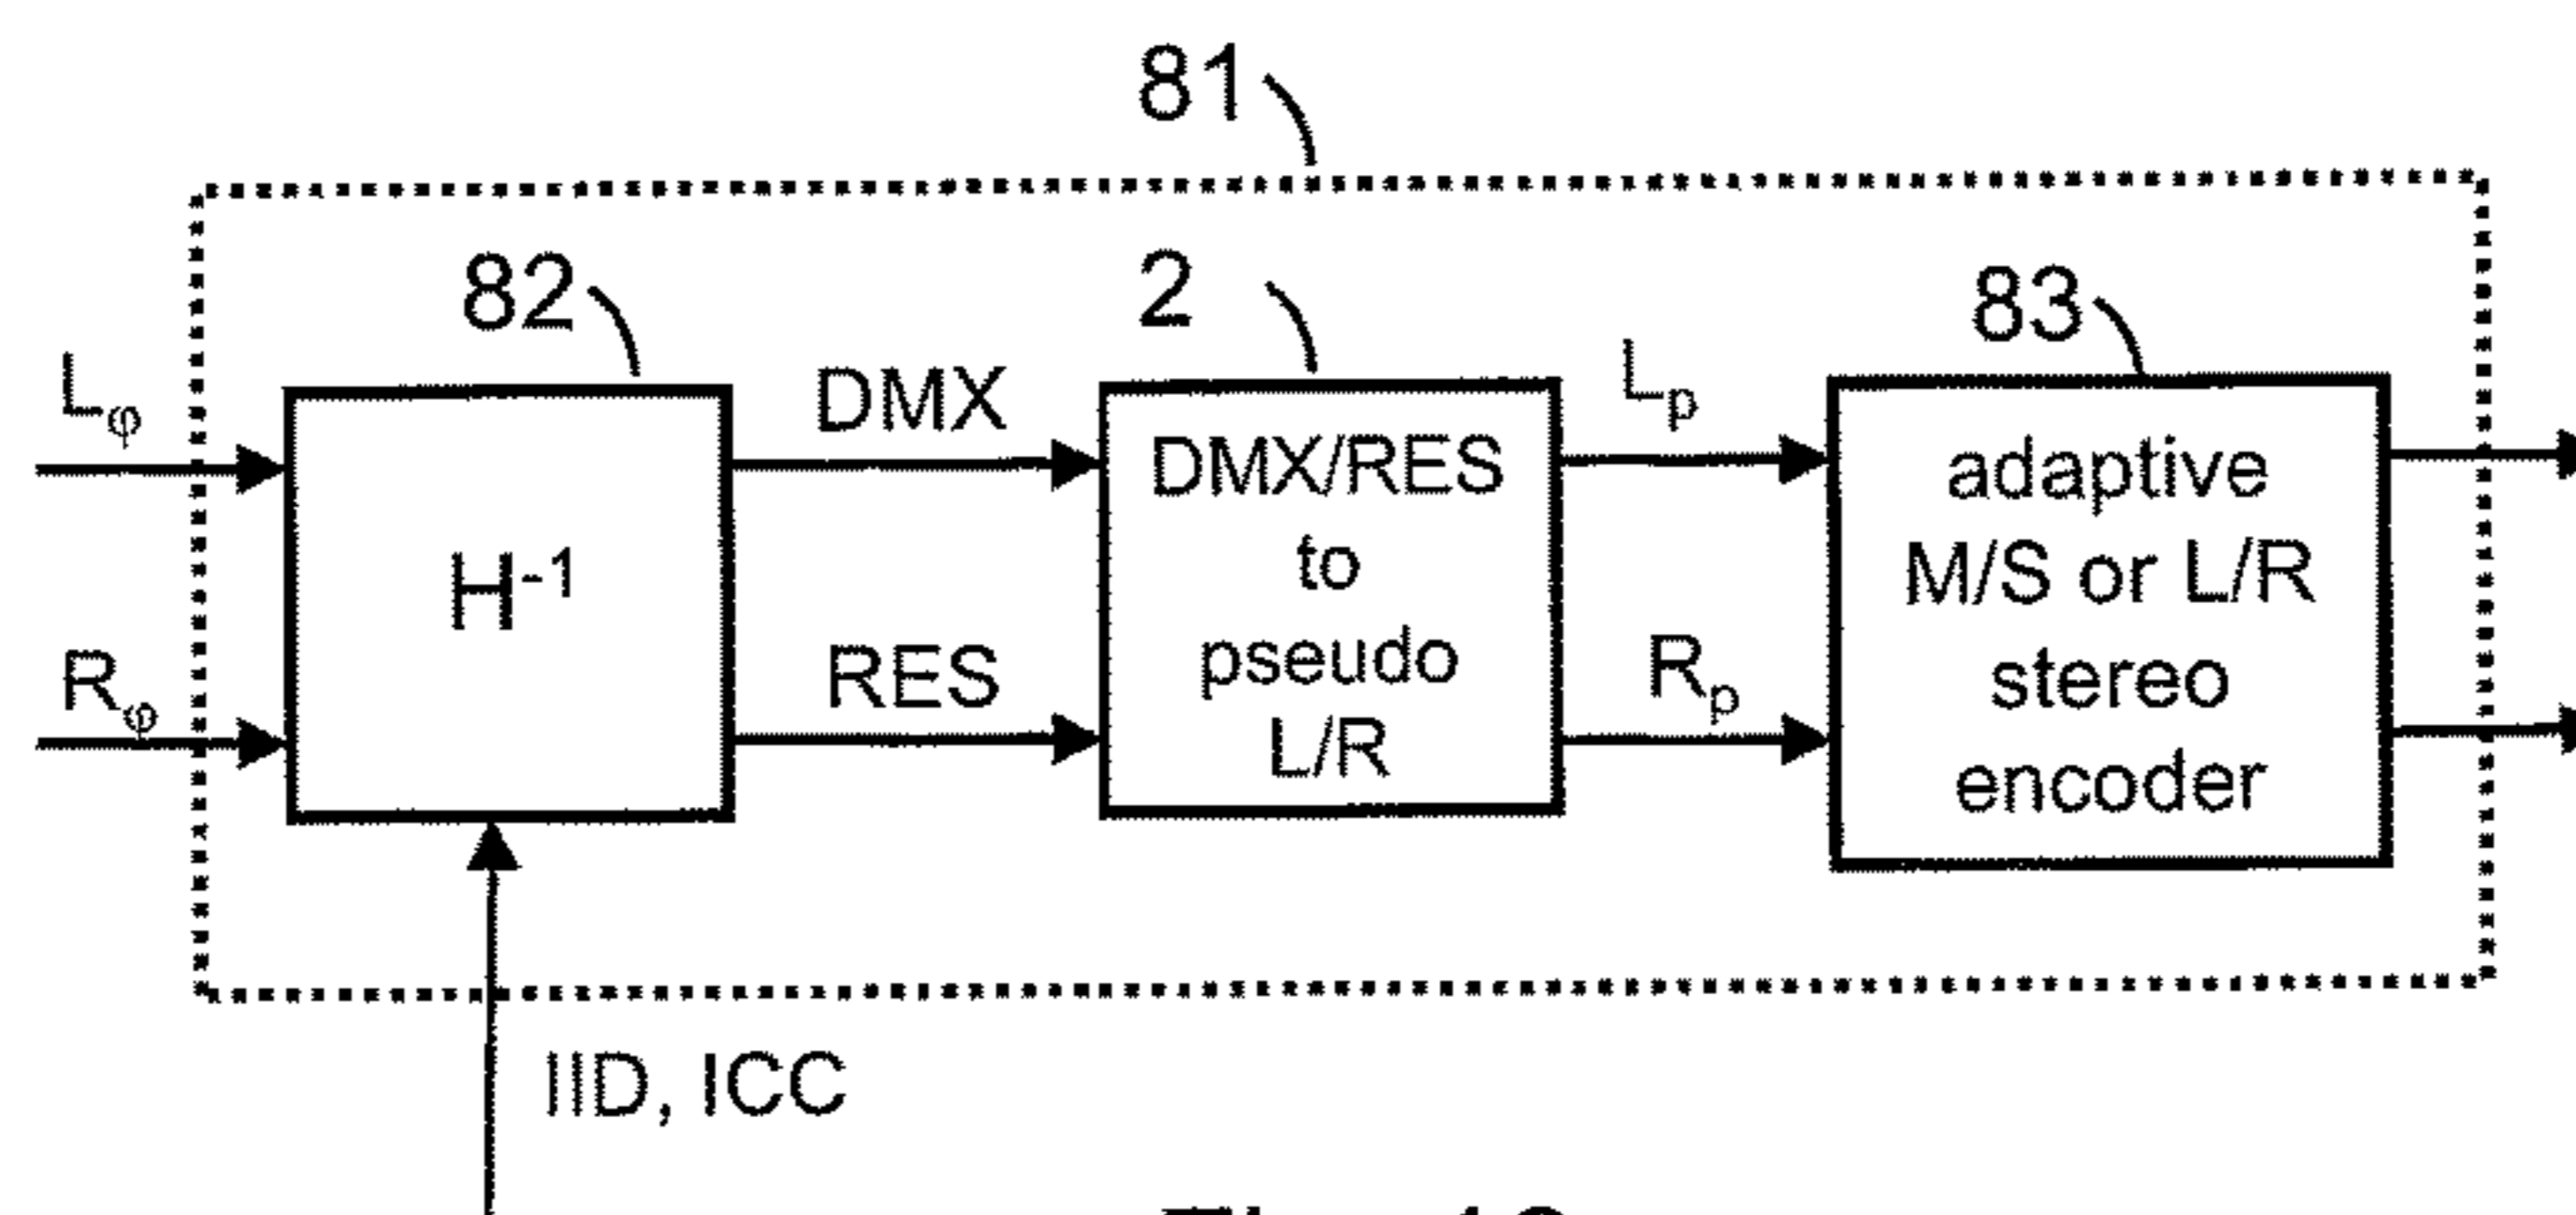 81
82
2
83
Lφ
DMX
Lp
Rφ
RES
Rp
H-1
DMX/RES
to
pseudo
L/R
adaptive
M/S or L/R
stereo
encoder
IID, ICC